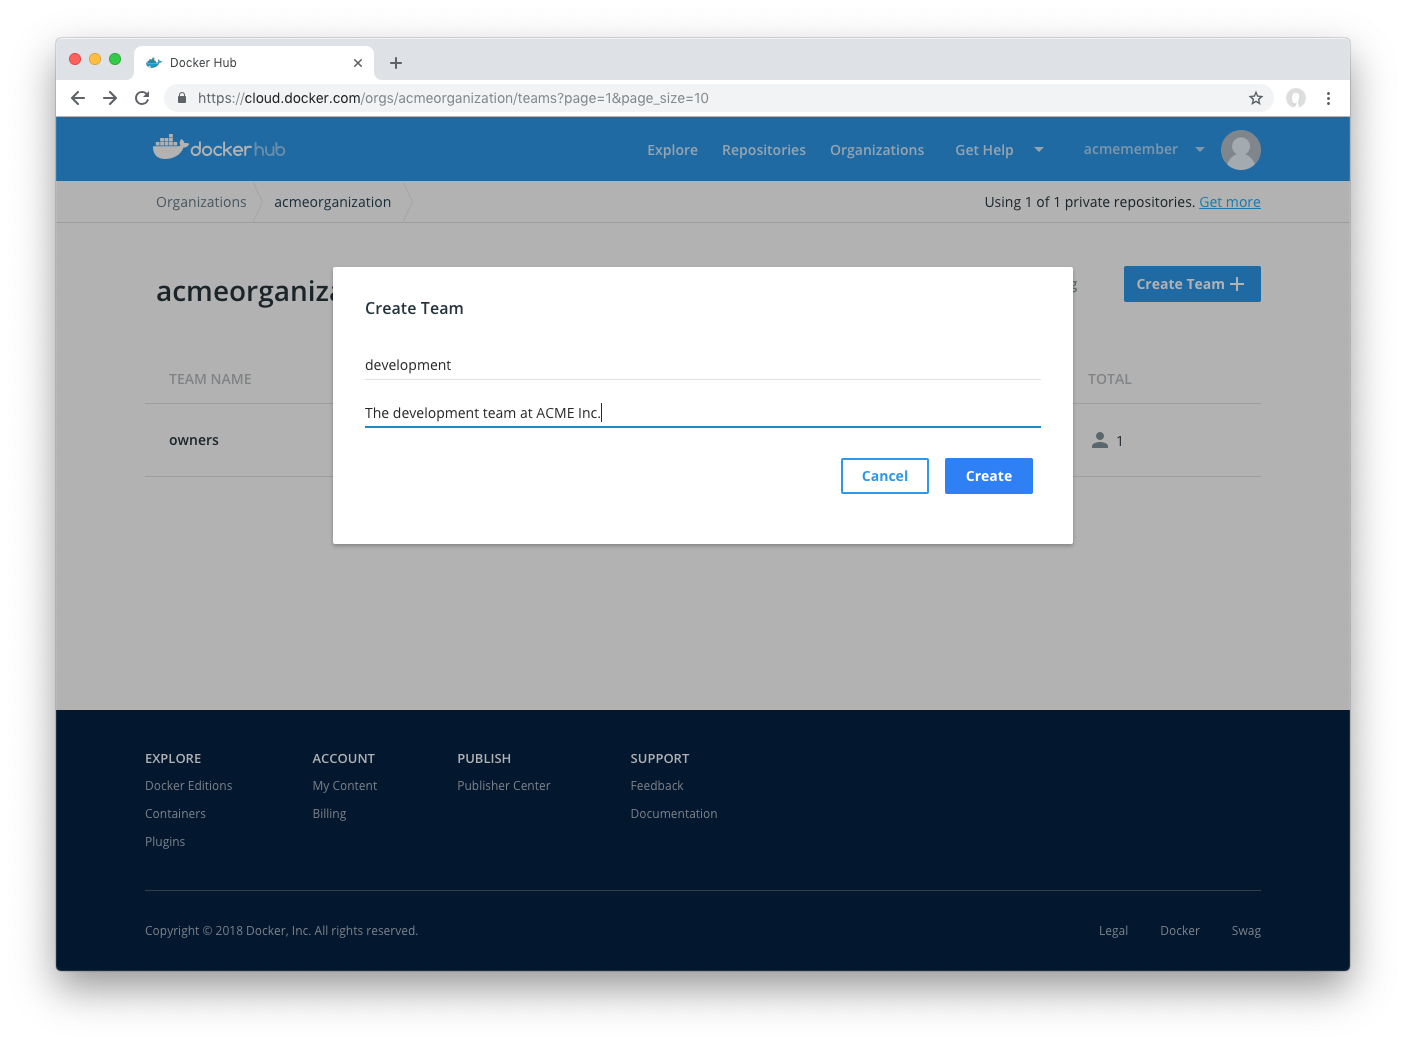 Docker Hub
https://cloud.docker.com/orgs/acmeorganization/teams?page=1&page_size=10
dockerhub
Explore Repositories Organizations Get Help acmemember
Organizations acmeorganization Using 1 of 1 private repositories. Get more
Create Team
Create Team
development
TEAM NAME TOTAL
The development team at ACME Inc.
owners 1
Cancel Create
EXPLORE ACCOUNT PUBLISH SUPPORT
Docker Editions My Content Publisher Center Feedback
Containers Billing Documentation
Plugins
Copyright © 2018 Docker, Inc. All rights reserved. Legal Docker Swag